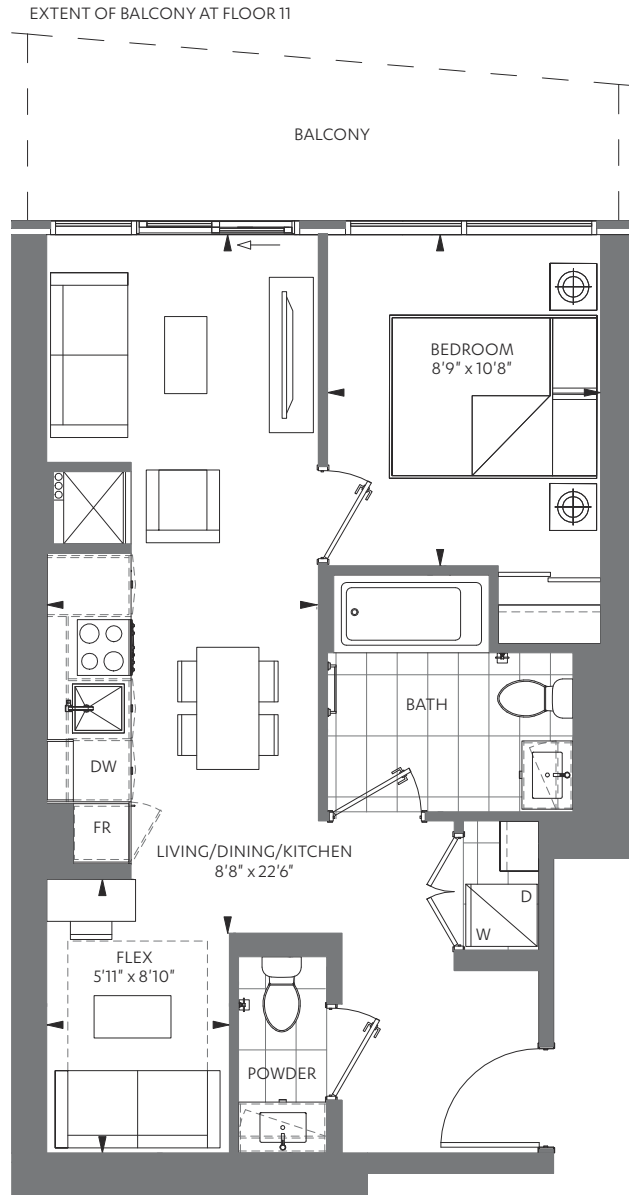 EXTENT OF BALCONY AT FLOOR 11
BALCONY
BEDROOM
8'9" x 10'8"
BATH
DW
FR
LIVING/DINING/KITCHEN
8'8" x 22'6"
D
W
FLEX
5'11" x 8'10"
POWDER